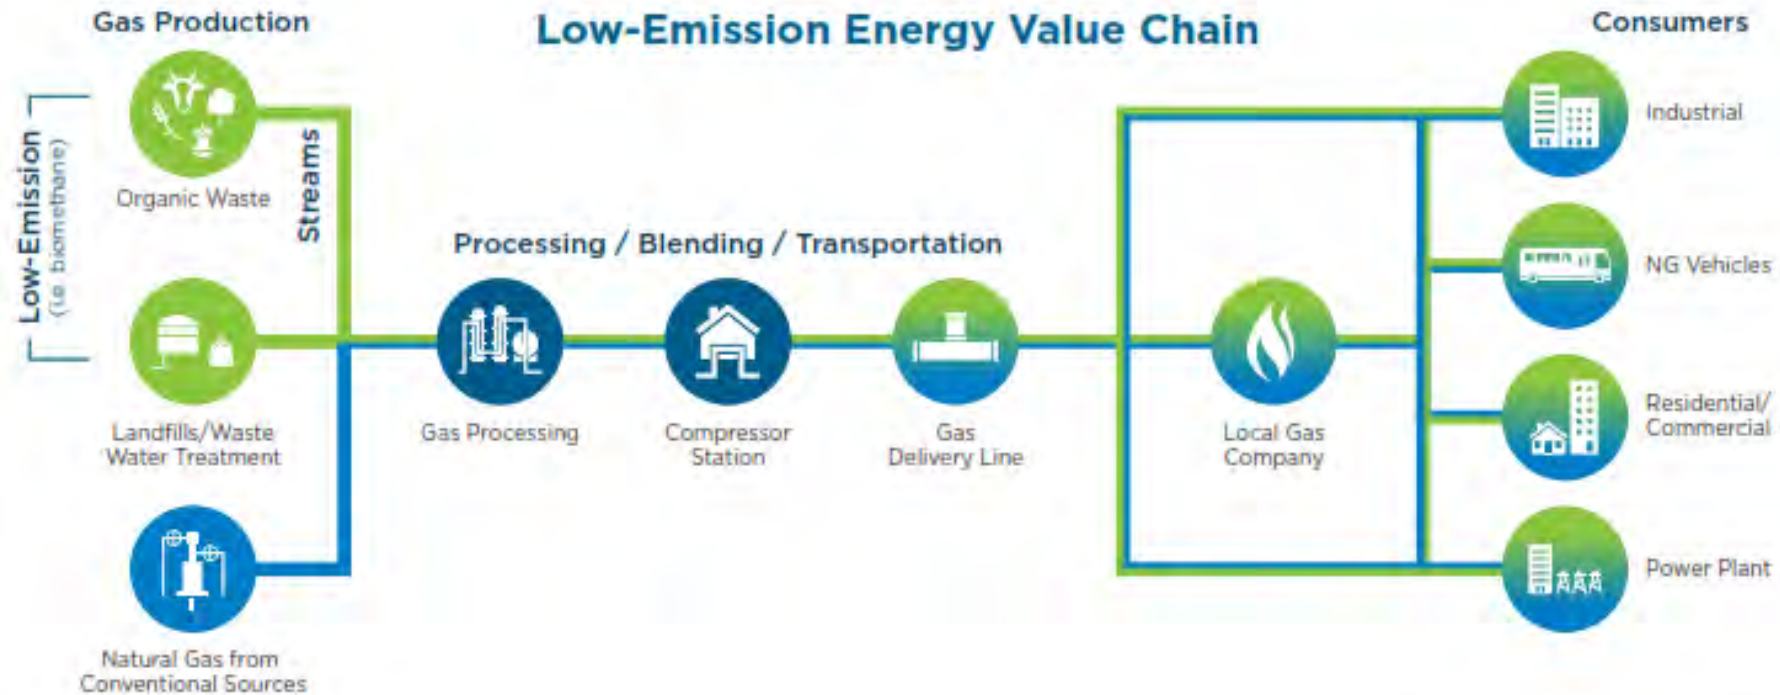 Gas Production
Low-Emission Energy Value Chain
Consumers
Low-Emission
(i.e. biomethane)
Streams
Organic Waste
Landfills/Waste
Water Treatment
Natural Gas from
Conventional Sources
Processing / Blending / Transportation
Gas Processing
Compressor
Station
Gas
Delivery Line
Local Gas
Company
Industrial
NG Vehicles
Residential/
Commercial
Power Plant